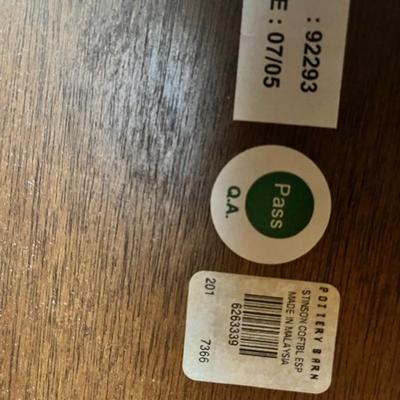 : 92293
E : 07/05
Pass
Q.A.
POTTERY BARN
STINSON COFTBL ESP
MADE IN MALAYSIA
6263339
201 7366